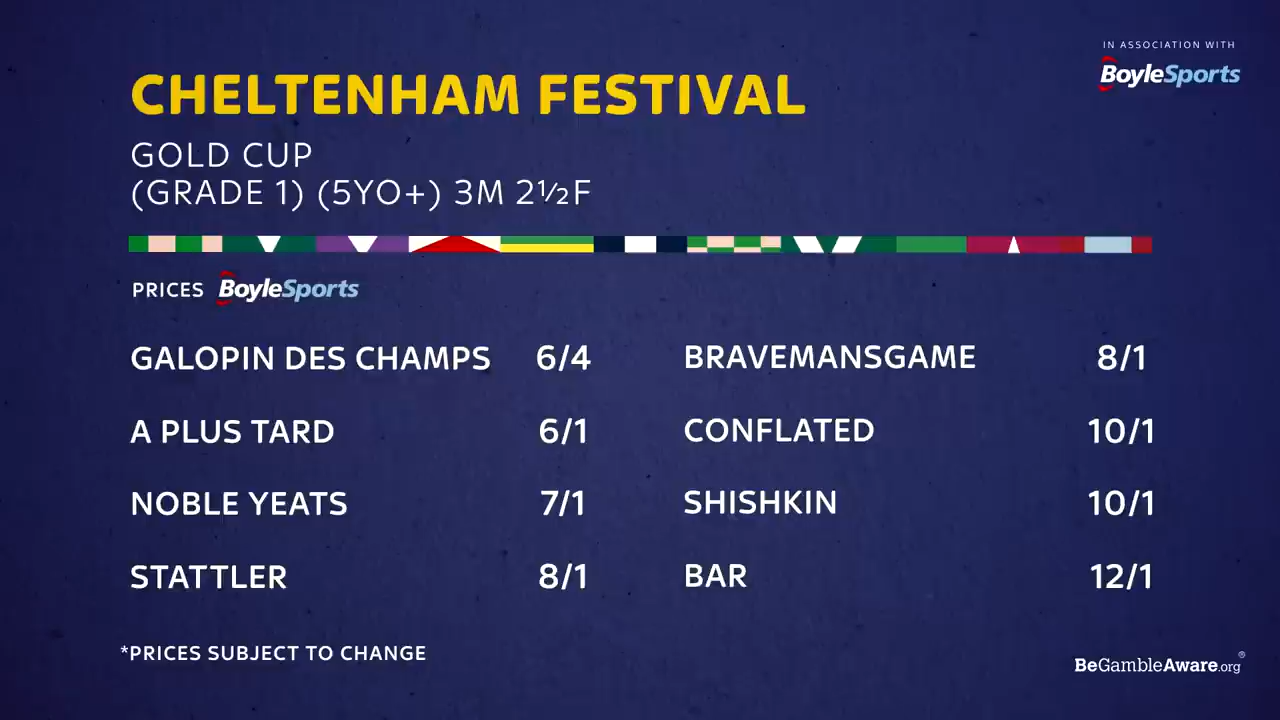 IN ASSOCIATION WITH
BoyleSports
CHELTENHAM FESTIVAL
GOLD CUP
(GRADE 1) (5YO+) 3M 2½F
PRICES BoyleSports
GALOPIN DES CHAMPS 6/4
A PLUS TARD 6/1
NOBLE YEATS 7/1
STATTLER 8/1
BRAVEMANSGAME 8/1
CONFLATED 10/1
SHISHKIN 10/1
BAR 12/1
*PRICES SUBJECT TO CHANGE
BeGambleAware.org®